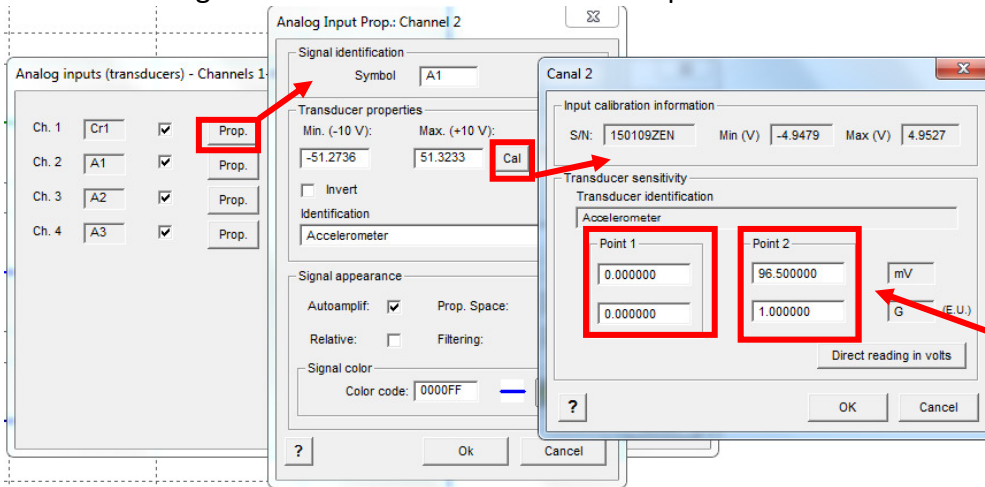 Analog inputs (transducers) - Channels 1-
Ch. 1 Cr1 Prop.
Ch. 2 A1 Prop.
Ch. 3 A2 Prop.
Ch. 4 A3 Prop.
Analog Input Prop.: Channel 2
Signal identification
Symbol A1
Transducer properties
Min. (-10 V): Max. (+10 V):
-51.2736 51.3233 Cal
Invert
Identification
Accelerometer
Signal appearance
Autoamplif: Prop. Space:
Relative: Filtering:
Signal color
Color code: 0000FF
? Ok Cancel
Canal 2
Input calibration information
S/N: 150109ZEN Min (V) -4.9479 Max (V) 4.9527
Transducer sensitivity
Transducer identification
Accelerometer
Point 1 Point 2
0.000000 96.500000 mV
0.000000 1.000000 G (E.U.)
Direct reading in volts
? OK Cancel